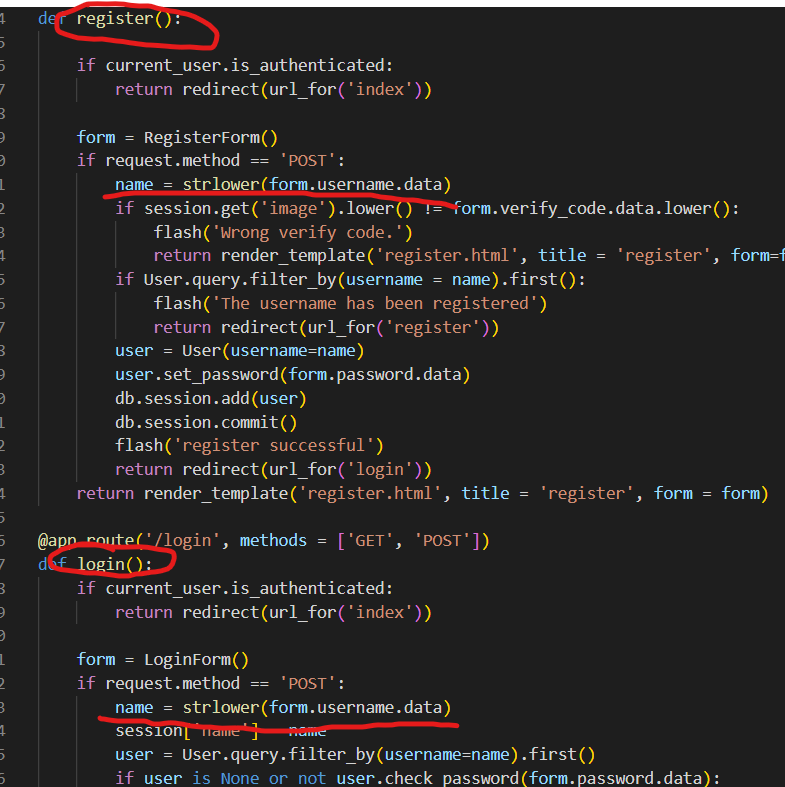 4 def register():
5
6 if current_user.is_authenticated:
7 return redirect(url_for('index'))
8
9 form = RegisterForm()
0 if request.method == 'POST':
1 name = strlower(form.username.data)
2 if session.get('image').lower() != form.verify_code.data.lower():
3 flash('Wrong verify code.')
4 return render_template('register.html', title = 'register', form=f
5 if User.query.filter_by(username = name).first():
6 flash('The username has been registered')
7 return redirect(url_for('register'))
8 user = User(username=name)
9 user.set_password(form.password.data)
0 db.session.add(user)
1 db.session.commit()
2 flash('register successful')
3 return redirect(url_for('login'))
4 return render_template('register.html', title = 'register', form = form)
5
6 @app.route('/login', methods = ['GET', 'POST'])
7 def login():
8 if current_user.is_authenticated:
9 return redirect(url_for('index'))
0
1 form = LoginForm()
2 if request.method == 'POST':
3 name = strlower(form.username.data)
4 session['name'] = name
5 user = User.query.filter_by(username=name).first()
6 if user is None or not user.check_password(form.password.data):